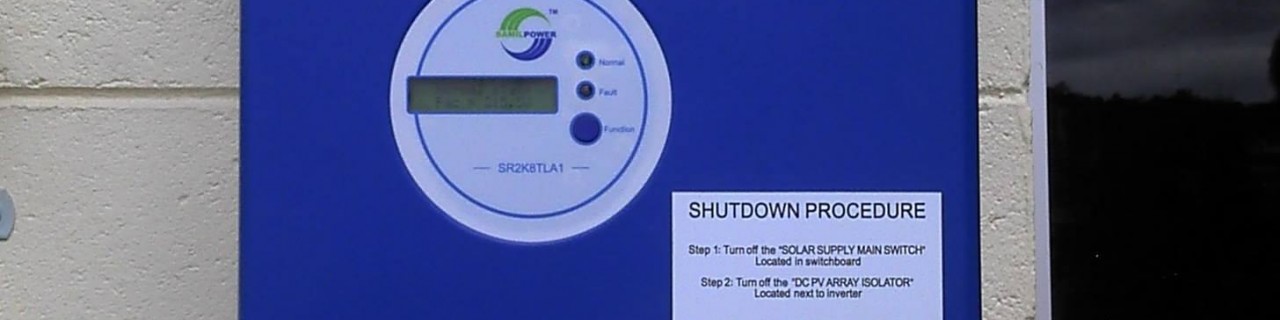 SAMILPOWER
TM
Normal
Fault
Function
SR2K8TLA1
SHUTDOWN PROCEDURE
Step 1: Turn off the "SOLAR SUPPLY MAIN SWITCH"
Located in switchboard
Step 2: Turn off the "DC PV ARRAY ISOLATOR"
Located next to inverter